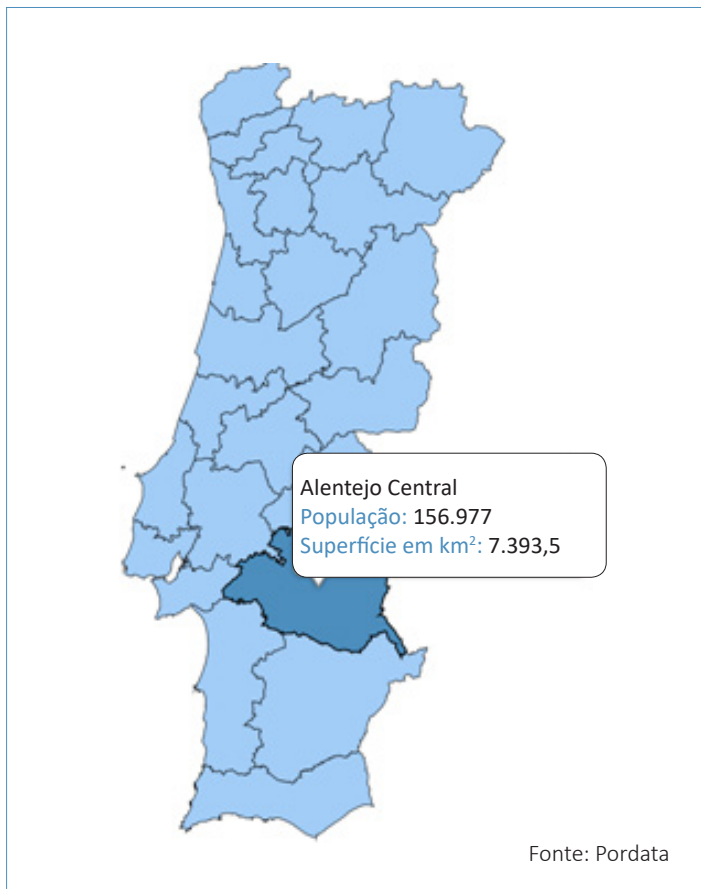 Alentejo Central
População: 156.977
Superfície em km²: 7.393,5
Fonte: Pordata